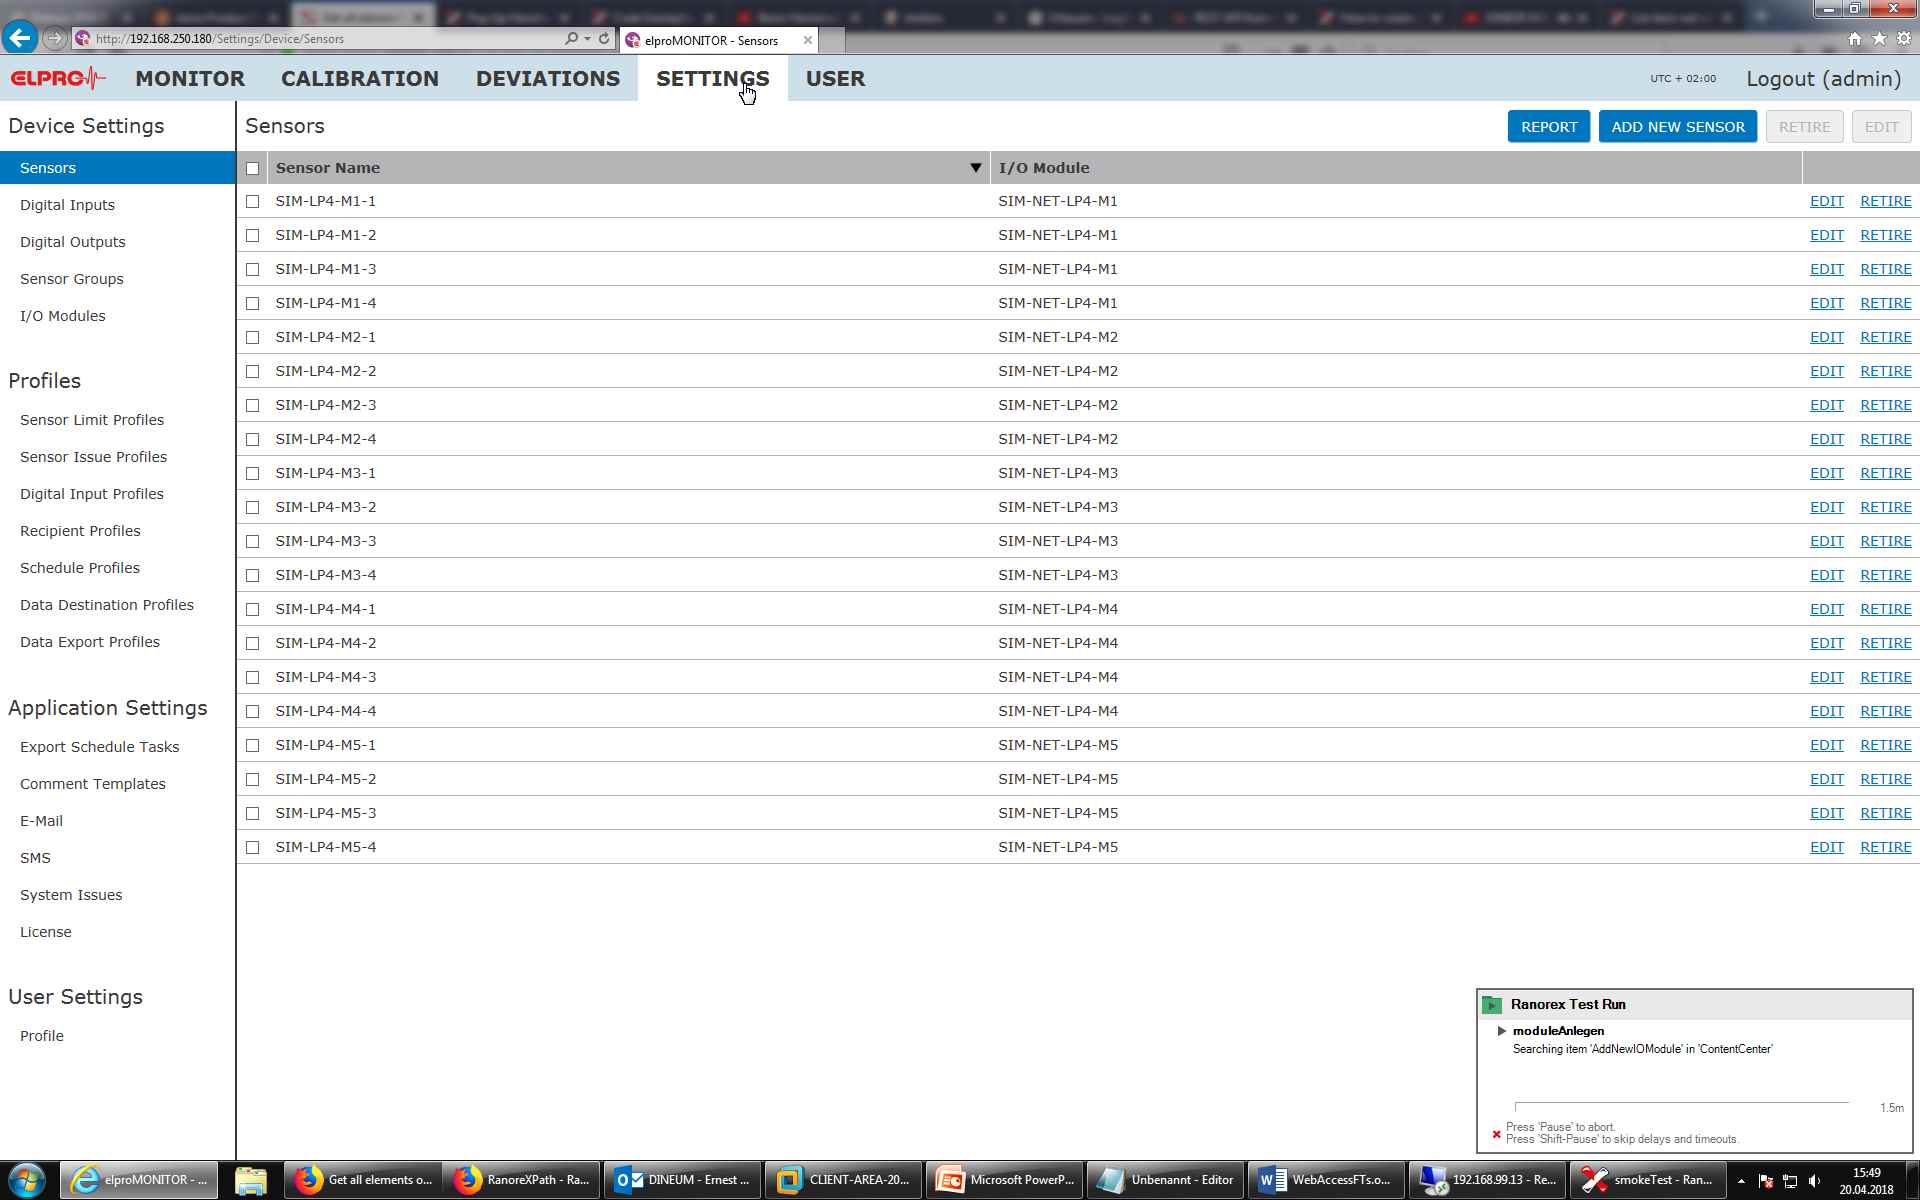 http://192.168.250.180/Settings/Device/Sensors
elproMONITOR - Sensors
ELPRO MONITOR CALIBRATION DEVIATIONS SETTINGS USER UTC + 02:00 Logout (admin)
Device Settings
Sensors
Digital Inputs
Digital Outputs
Sensor Groups
I/O Modules
Profiles
Sensor Limit Profiles
Sensor Issue Profiles
Digital Input Profiles
Recipient Profiles
Schedule Profiles
Data Destination Profiles
Data Export Profiles
Application Settings
Export Schedule Tasks
Comment Templates
E-Mail
SMS
System Issues
License
User Settings
Profile
Sensors REPORT ADD NEW SENSOR RETIRE EDIT
Sensor Name I/O Module
SIM-LP4-M1-1 SIM-NET-LP4-M1 EDIT RETIRE
SIM-LP4-M1-2 SIM-NET-LP4-M1 EDIT RETIRE
SIM-LP4-M1-3 SIM-NET-LP4-M1 EDIT RETIRE
SIM-LP4-M1-4 SIM-NET-LP4-M1 EDIT RETIRE
SIM-LP4-M2-1 SIM-NET-LP4-M2 EDIT RETIRE
SIM-LP4-M2-2 SIM-NET-LP4-M2 EDIT RETIRE
SIM-LP4-M2-3 SIM-NET-LP4-M2 EDIT RETIRE
SIM-LP4-M2-4 SIM-NET-LP4-M2 EDIT RETIRE
SIM-LP4-M3-1 SIM-NET-LP4-M3 EDIT RETIRE
SIM-LP4-M3-2 SIM-NET-LP4-M3 EDIT RETIRE
SIM-LP4-M3-3 SIM-NET-LP4-M3 EDIT RETIRE
SIM-LP4-M3-4 SIM-NET-LP4-M3 EDIT RETIRE
SIM-LP4-M4-1 SIM-NET-LP4-M4 EDIT RETIRE
SIM-LP4-M4-2 SIM-NET-LP4-M4 EDIT RETIRE
SIM-LP4-M4-3 SIM-NET-LP4-M4 EDIT RETIRE
SIM-LP4-M4-4 SIM-NET-LP4-M4 EDIT RETIRE
SIM-LP4-M5-1 SIM-NET-LP4-M5 EDIT RETIRE
SIM-LP4-M5-2 SIM-NET-LP4-M5 EDIT RETIRE
SIM-LP4-M5-3 SIM-NET-LP4-M5 EDIT RETIRE
SIM-LP4-M5-4 SIM-NET-LP4-M5 EDIT RETIRE
Ranorex Test Run
moduleAnlegen
Searching item 'AddNewIOModule' in 'ContentCenter'
1.5m
Press 'Pause' to abort.
Press 'Shift-Pause' to skip delays and timeouts.
elproMONITOR - ... Get all elements o... RanoreXPath - Ra... DINEUM - Ernest ... CLIENT-AREA-20... Microsoft PowerP... Unbenannt - Editor WebAccessFTs.o... 192.168.99.13 - Re... smokeTest - Ran... 15:49
20.04.2018